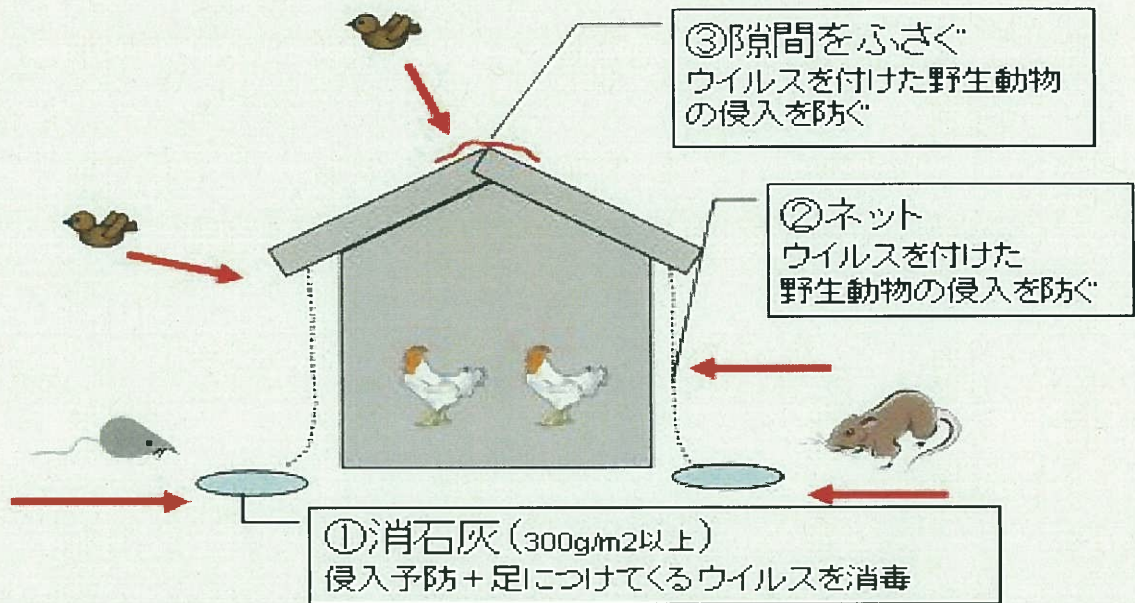 ③隙間をふさぐ
ウイルスを付けた野生動物
の侵入を防ぐ
②ネット
ウイルスを付けた
野生動物の侵入を防ぐ
①消石灰(300g/m2以上)
侵入予防+足につけてくるウイルスを消毒